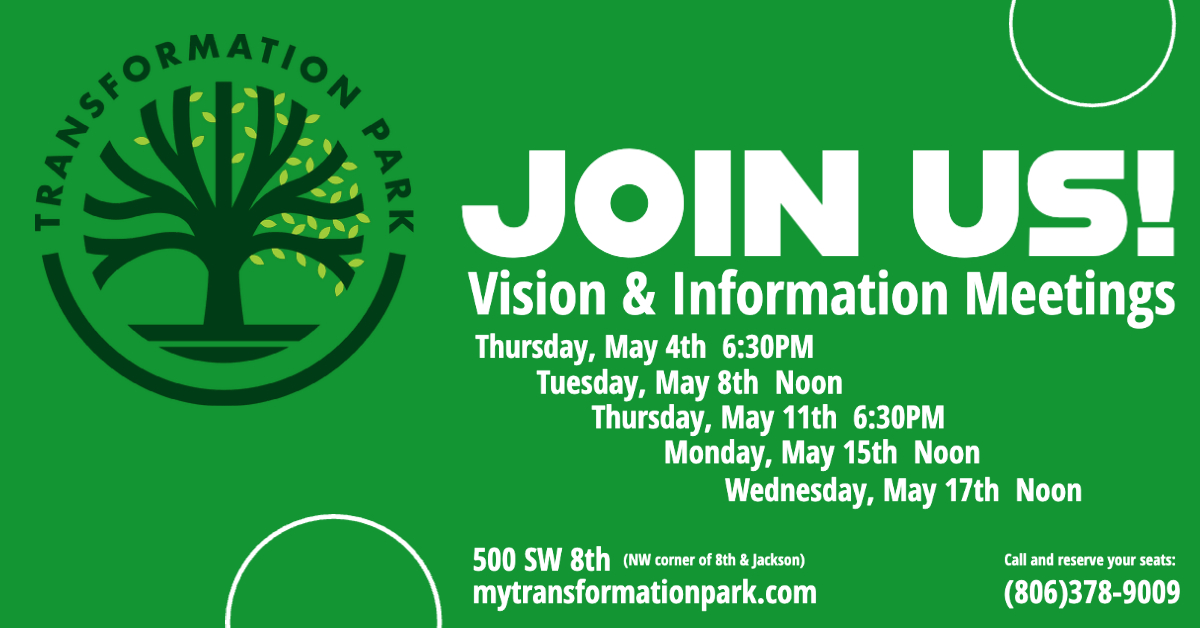 TRANSFORMATION PARK
JOIN US!
Vision & Information Meetings
Thursday, May 4th 6:30PM
Tuesday, May 8th Noon
Thursday, May 11th 6:30PM
Monday, May 15th Noon
Wednesday, May 17th Noon
500 SW 8th (NW corner of 8th & Jackson)
mytransformationpark.com
Call and reserve your seats:
(806)378-9009